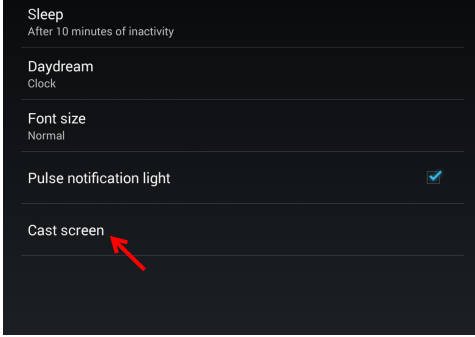 Sleep
After 10 minutes of inactivity
Daydream
Clock
Font size
Normal
Pulse notification light
Cast screen